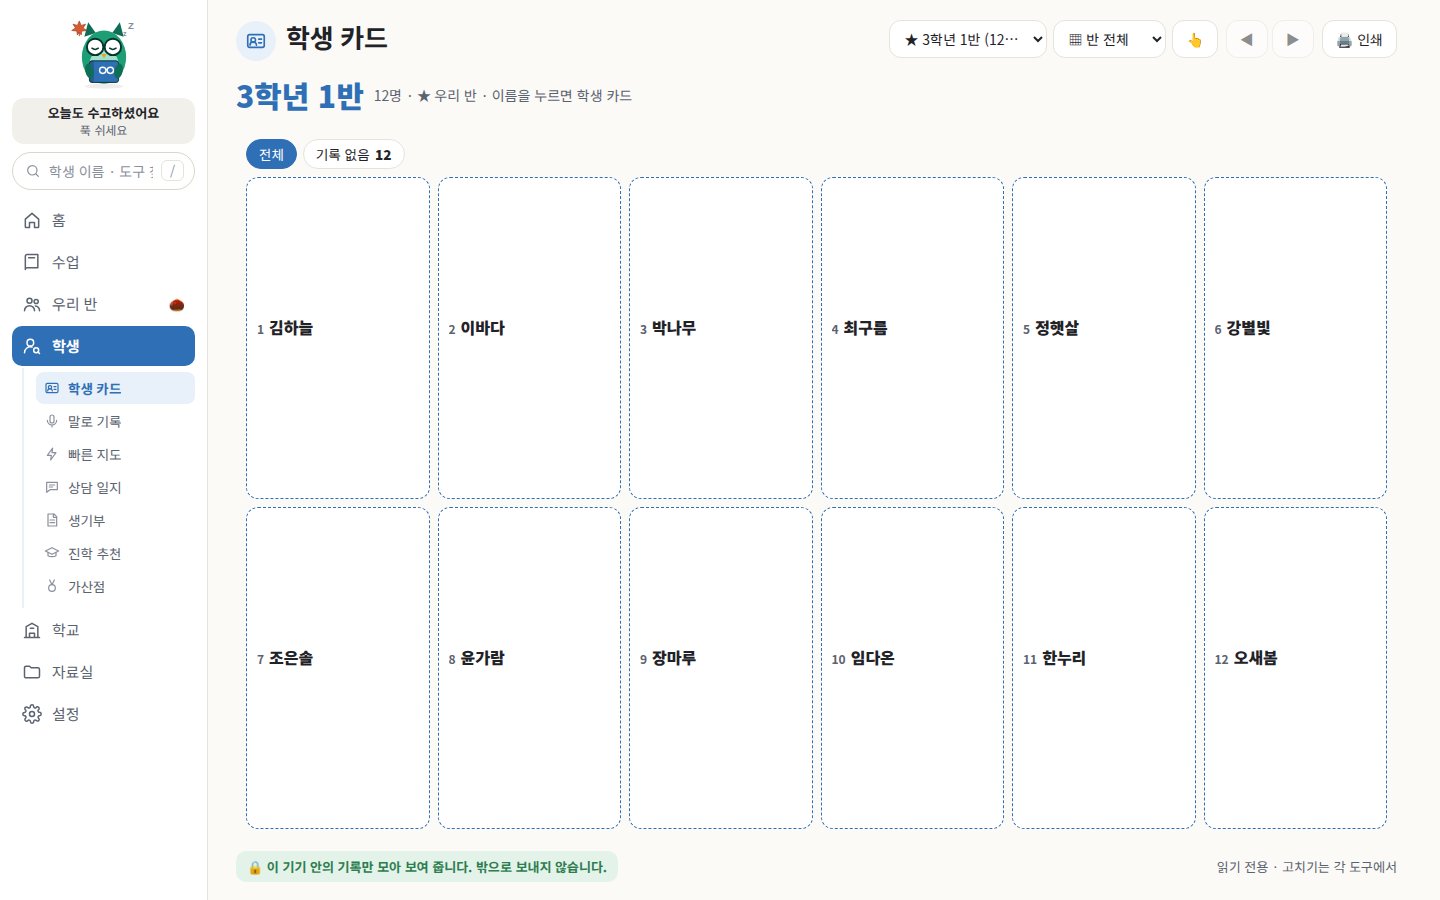 z
z
오늘도 수고하셨어요
푹 쉬세요
학생 이름 · 도구
/
홈
수업
우리 반
학생
학생 카드
말로 기록
빠른 지도
상담 일지
생기부
진학 추천
가산점
학교
자료실
설정
학생 카드
★ 3학년 1반 (12…
▦ 반 전체
◀
▶
인쇄
3학년 1반 12명 · ★ 우리 반 · 이름을 누르면 학생 카드
전체
기록 없음 12
1 김하늘
2 이바다
3 박나무
4 최구름
5 정햇살
6 강별빛
7 조은솔
8 윤가람
9 장마루
10 임다온
11 한누리
12 오새봄
이 기기 안의 기록만 모아 보여 줍니다. 밖으로 보내지 않습니다.
읽기 전용 · 고치기는 각 도구에서